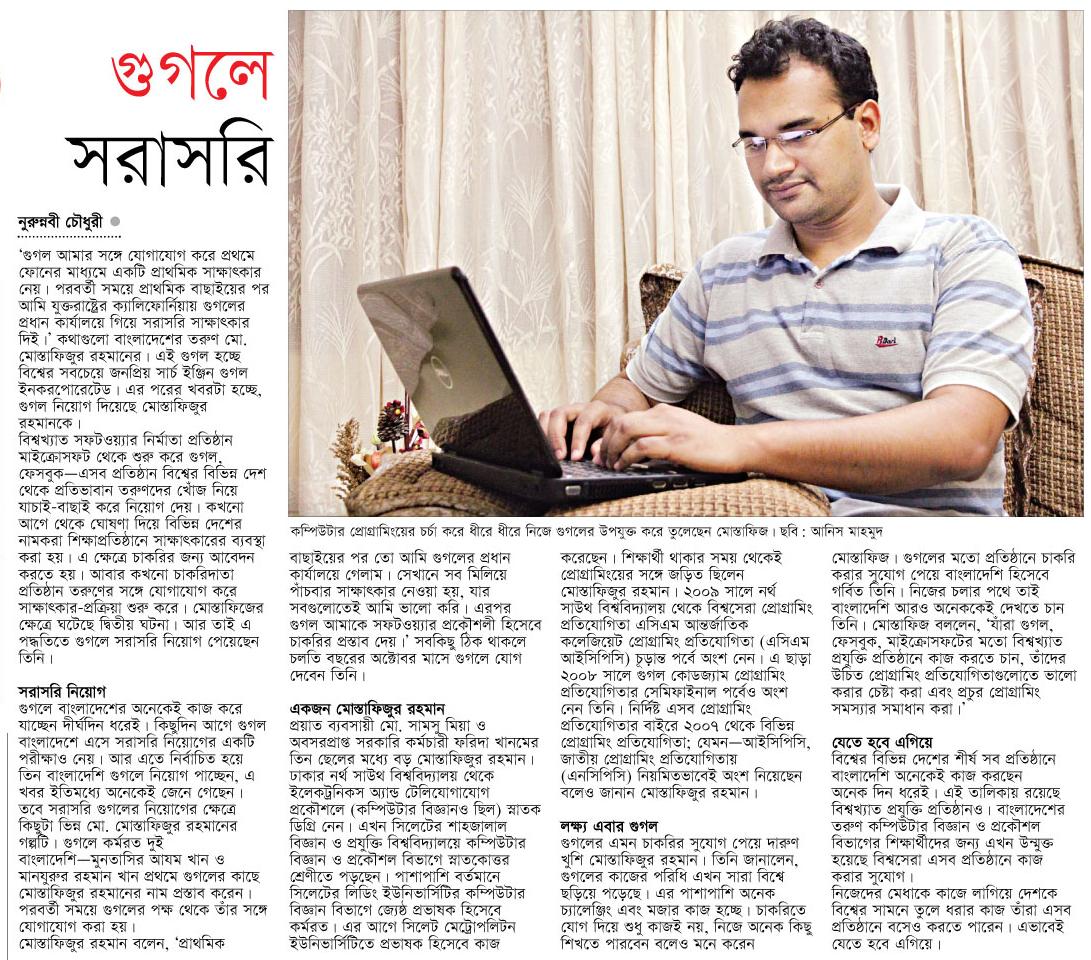 গুগলে
সরাসরি
নুরুন্নবী চৌধুরী
‘গুগল আমার সঙ্গে যোগাযোগ করে প্রথমে
ফোনের মাধ্যমে একটি প্রাথমিক সাক্ষাৎকার
নেয়। পরবর্তী সময়ে প্রাথমিক বাছাইয়ের পর
আমি যুক্তরাষ্ট্রের ক্যালিফোর্নিয়ায় গুগলের
প্রধান কার্যালয়ে গিয়ে সরাসরি সাক্ষাৎকার
দিই।’ কথাগুলো বাংলাদেশের তরুণ মো.
মোস্তাফিজুর রহমানের। এই গুগল হচ্ছে
বিশ্বের সবচেয়ে জনপ্রিয় সার্চ ইঞ্জিন গুগল
ইনকরপোরেটেড। এর পরের খবরটা হচ্ছে,
গুগল নিয়োগ দিয়েছে মোস্তাফিজুর
রহমানকে।
বিশ্বখ্যাত সফটওয়্যার নির্মাতা প্রতিষ্ঠান
মাইক্রোসফট থেকে শুরু করে গুগল,
ফেসবুক—এসব প্রতিষ্ঠান বিশ্বের বিভিন্ন দেশ
থেকে প্রতিভাবান তরুণদের খোঁজ নিয়ে
যাচাই-বাছাই করে নিয়োগ দেয়। কখনো
আগে থেকে ঘোষণা দিয়ে বিভিন্ন দেশের
নামকরা শিক্ষাপ্রতিষ্ঠানে সাক্ষাৎকারের ব্যবস্থা
করা হয়। এ ক্ষেত্রে চাকরির জন্য আবেদন
করতে হয়। আবার কখনো চাকরিদাতা
প্রতিষ্ঠান তরুণের সঙ্গে যোগাযোগ করে
সাক্ষাৎকার-প্রক্রিয়া শুরু করে। মোস্তাফিজের
ক্ষেত্রে ঘটেছে দ্বিতীয় ঘটনা। আর তাই এ
পদ্ধতিতে গুগলে সরাসরি নিয়োগ পেয়েছেন
তিনি।
সরাসরি নিয়োগ
গুগলে বাংলাদেশের অনেকেই কাজ করে
যাচ্ছেন দীর্ঘদিন ধরেই। কিছুদিন আগে গুগল
বাংলাদেশে এসে সরাসরি নিয়োগের একটি
পরীক্ষাও নেয়। আর এতে নির্বাচিত হয়ে
তিন বাংলাদেশি গুগলে নিয়োগ পাচ্ছেন, এ
খবর ইতিমধ্যে অনেকেই জেনে গেছেন।
তবে সরাসরি গুগলের নিয়োগের ক্ষেত্রে
কিছুটা ভিন্ন মো. মোস্তাফিজুর রহমানের
গল্পটি। গুগলে কর্মরত দুই
বাংলাদেশি—মুনতাসির আযম খান ও
মানযুরুর রহমান খান প্রথমে গুগলের কাছে
মোস্তাফিজুর রহমানের নাম প্রস্তাব করেন।
পরবর্তী সময়ে গুগলের পক্ষ থেকে তাঁর সঙ্গে
যোগাযোগ করা হয়।
মোস্তাফিজুর রহমান বলেন, ‘প্রাথমিক
কম্পিউটার প্রোগ্রামিংয়ের চর্চা করে ধীরে ধীরে নিজে গুগলের উপযুক্ত করে তুলেছেন মোস্তাফিজ। ছবি : আনিস মাহমুদ
বাছাইয়ের পর তো আমি গুগলের প্রধান
কার্যালয়ে গেলাম। সেখানে সব মিলিয়ে
পাঁচবার সাক্ষাৎকার নেওয়া হয়, যার
সবগুলোতেই আমি ভালো করি। এরপর
গুগল আমাকে সফটওয়্যার প্রকৌশলী হিসেবে
চাকরির প্রস্তাব দেয়।’ সবকিছু ঠিক থাকলে
চলতি বছরের অক্টোবর মাসে গুগলে যোগ
দেবেন তিনি।
একজন মোস্তাফিজুর রহমান
প্রয়াত ব্যবসায়ী মো. সামসু মিয়া ও
অবসরপ্রাপ্ত সরকারি কর্মচারী ফরিদা খানমের
তিন ছেলের মধ্যে বড় মোস্তাফিজুর রহমান।
ঢাকার নর্থ সাউথ বিশ্ববিদ্যালয় থেকে
ইলেকট্রনিকস অ্যান্ড টেলিযোগাযোগ
প্রকৌশলে (কম্পিউটার বিজ্ঞানও ছিল) স্নাতক
ডিগ্রি নেন। এখন সিলেটের শাহজালাল
বিজ্ঞান ও প্রযুক্তি বিশ্ববিদ্যালয়ে কম্পিউটার
বিজ্ঞান ও প্রকৌশল বিভাগে স্নাতকোত্তর
শ্রেণীতে পড়ছেন। পাশাপাশি বর্তমানে
সিলেটের লিডিং ইউনিভার্সিটির কম্পিউটার
বিজ্ঞান বিভাগে জ্যেষ্ঠ প্রভাষক হিসেবে
কর্মরত। এর আগে সিলেট মেট্রোপলিটন
ইউনিভার্সিটিতে প্রভাষক হিসেবে কাজ
করেছেন। শিক্ষার্থী থাকার সময় থেকেই
প্রোগ্রামিংয়ের সঙ্গে জড়িত ছিলেন
মোস্তাফিজুর রহমান। ২০০৯ সালে নর্থ
সাউথ বিশ্ববিদ্যালয় থেকে বিশ্বসেরা প্রোগ্রামিং
প্রতিযোগিতা এসিএম আন্তর্জাতিক
কলেজিয়েট প্রোগ্রামিং প্রতিযোগিতা (এসিএম
আইসিপিসি) চূড়ান্ত পর্বে অংশ নেন। এ ছাড়া
২০০৮ সালে গুগল কোডজ্যাম প্রোগ্রামিং
প্রতিযোগিতার সেমিফাইনাল পর্বেও অংশ
নেন তিনি। নির্দিষ্ট এসব প্রোগ্রামিং
প্রতিযোগিতার বাইরে ২০০৭ থেকে বিভিন্ন
প্রোগ্রামিং প্রতিযোগিতা; যেমন—আইসিপিসি,
জাতীয় প্রোগ্রামিং প্রতিযোগিতায়
(এনসিপিসি) নিয়মিতভাবেই অংশ নিয়েছেন
বলেও জানান মোস্তাফিজুর রহমান।
লক্ষ্য এবার গুগল
গুগলের এমন চাকরির সুযোগ পেয়ে দারুণ
খুশি মোস্তাফিজুর রহমান। তিনি জানালেন,
গুগলের কাজের পরিধি এখন সারা বিশ্বে
ছড়িয়ে পড়েছে। এর পাশাপাশি অনেক
চ্যালেঞ্জিং এবং মজার কাজ হচ্ছে। চাকরিতে
যোগ দিয়ে শুধু কাজই নয়, নিজে অনেক কিছু
শিখতে পারবেন বলেও মনে করেন
মোস্তাফিজ। গুগলের মতো প্রতিষ্ঠানে চাকরি
করার সুযোগ পেয়ে বাংলাদেশি হিসেবে
গর্বিত তিনি। নিজের চলার পথে তাই
বাংলাদেশি আরও অনেককেই দেখতে চান
তিনি। মোস্তাফিজ বললেন, ‘যাঁরা গুগল,
ফেসবুক, মাইক্রোসফটের মতো বিশ্বখ্যাত
প্রযুক্তি প্রতিষ্ঠানে কাজ করতে চান, তাঁদের
উচিত প্রোগ্রামিং প্রতিযোগিতাগুলোতে ভালো
করার চেষ্টা করা এবং প্রচুর প্রোগ্রামিং
সমস্যার সমাধান করা।’
যেতে হবে এগিয়ে
বিশ্বের বিভিন্ন দেশের শীর্ষ সব প্রতিষ্ঠানে
বাংলাদেশি অনেকেই কাজ করছেন
অনেক দিন ধরেই। এই তালিকায় রয়েছে
বিশ্বখ্যাত প্রযুক্তি প্রতিষ্ঠানও। বাংলাদেশের
তরুণ কম্পিউটার বিজ্ঞান ও প্রকৌশল
বিভাগের শিক্ষার্থীদের জন্য এখন উন্মুক্ত
হয়েছে বিশ্বসেরা এসব প্রতিষ্ঠানে কাজ
করার সুযোগ।
নিজেদের মেধাকে কাজে লাগিয়ে দেশকে
বিশ্বের সামনে তুলে ধরার কাজ তাঁরা এসব
প্রতিষ্ঠানে বসেও করতে পারেন। এভাবেই
যেতে হবে এগিয়ে।